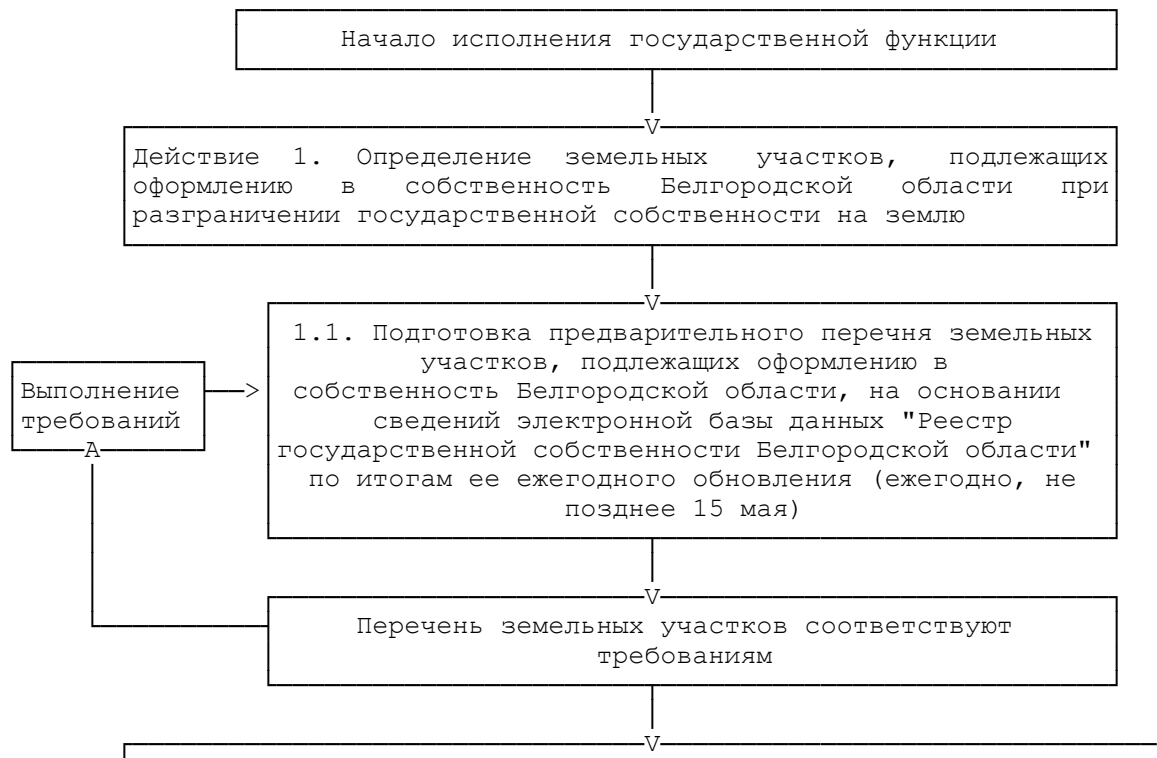 Начало исполнения государственной функции
Действие 1. Определение земельных участков, подлежащих
оформлению в собственность Белгородской области при
разграничении государственной собственности на землю
1.1. Подготовка предварительного перечня земельных
участков, подлежащих оформлению в
собственность Белгородской области, на основании
сведений электронной базы данных "Реестр
государственной собственности Белгородской области"
по итогам ее ежегодного обновления (ежегодно, не
позднее 15 мая)
Выполнение
требований
Перечень земельных участков соответствуют
требованиям